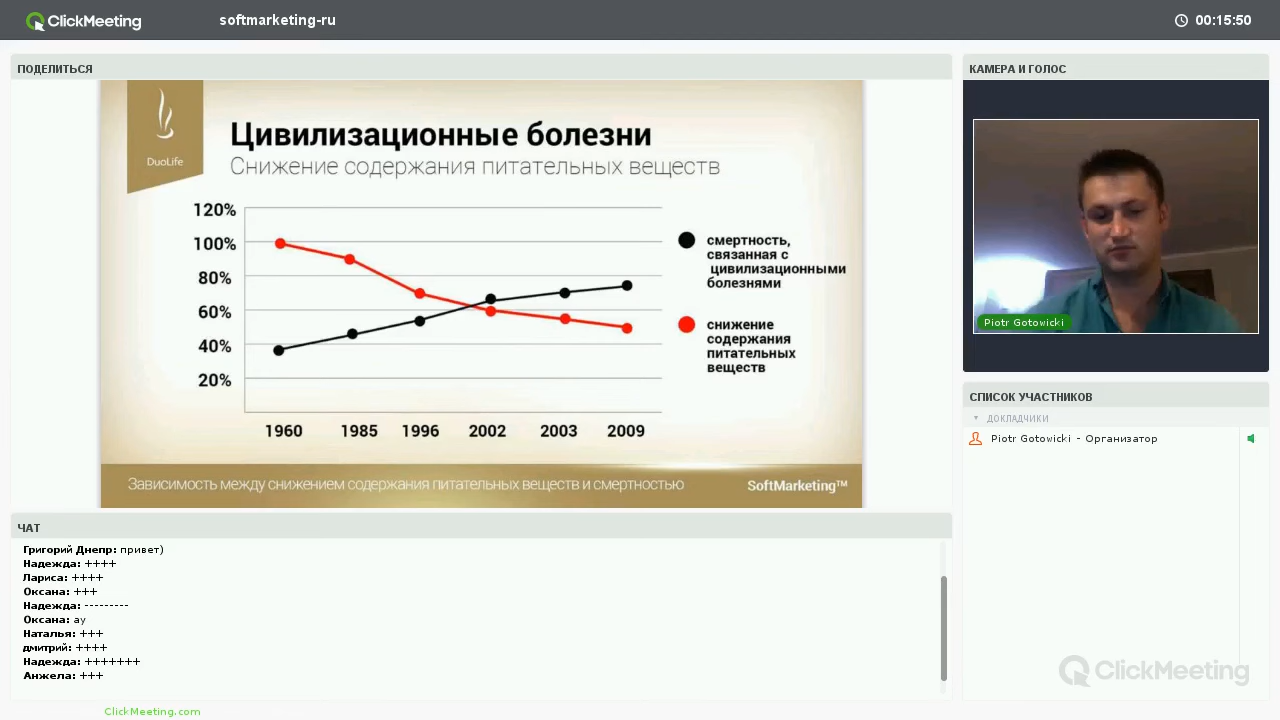 ClickMeeting
softmarketing-ru
00:15:50
ПОДЕЛИТЬСЯ
DuoLife
Цивилизационные болезни
Снижение содержания питательных веществ
120%
100%
80%
60%
40%
20%
1960 1985 1996 2002 2003 2009
смертность,
связанная с
цивилизационными
болезнями
снижение
содержания
питательных
веществ
Зависимость между снижением содержания питательных веществ и смертностью
SoftMarketing™
КАМЕРА И ГОЛОС
Piotr Gotowicki
СПИСОК УЧАСТНИКОВ
ДОКЛАДЧИКИ
Piotr Gotowicki - Организатор
ЧАТ
Григорий Днепр: привет)
Надежда: ++++
Лариса: ++++
Оксана: +++
Надежда: ---------
Оксана: ау
Наталья: +++
дмитрий: ++++
Надежда: +++++++
Анжела: +++
ClickMeeting
ClickMeeting.com